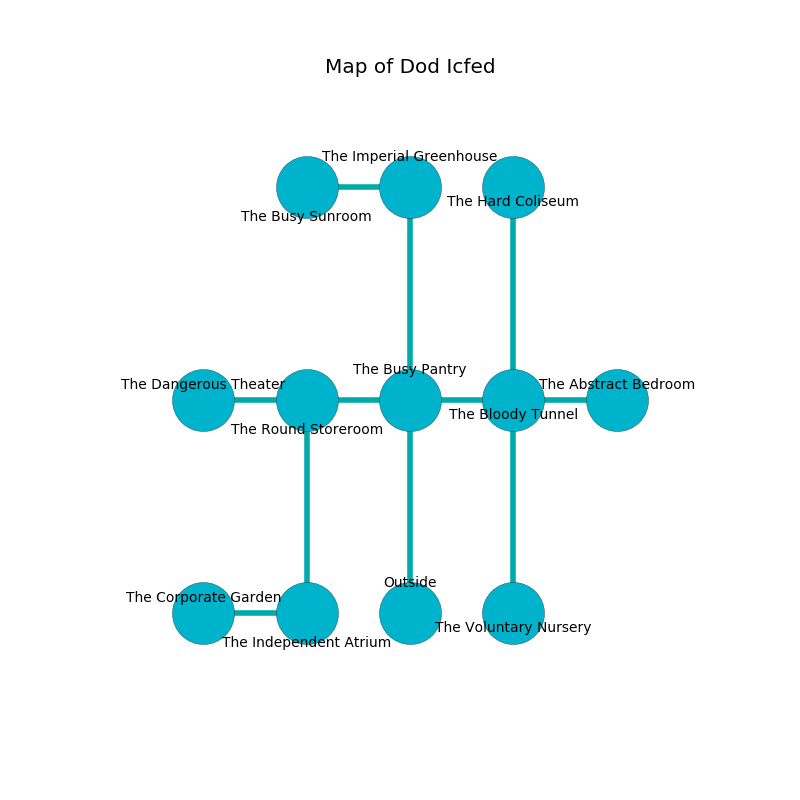 Map of Dod Icfed
The Imperial Greenhouse
The Hard Coliseum
The Busy Sunroom
The Busy Pantry
The Dangerous Theater
The Abstract Bedroom
The Bloody Tunnel
The Round Storeroom
Outside
The Corporate Garden
The Voluntary Nursery
The Independent Atrium